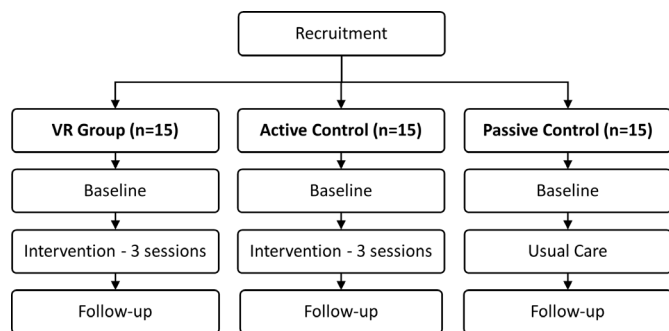 Recruitment
VR Group (n=15)
Active Control (n=15)
Passive Control (n=15)
Baseline
Baseline
Baseline
Intervention - 3 sessions
Intervention - 3 sessions
Usual Care
Follow-up
Follow-up
Follow-up